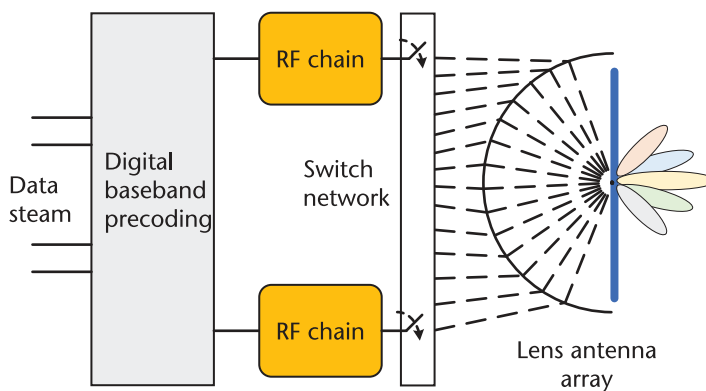 Data
steam
Digital
baseband
precoding
RF chain
RF chain
Switch
network
Lens antenna
array